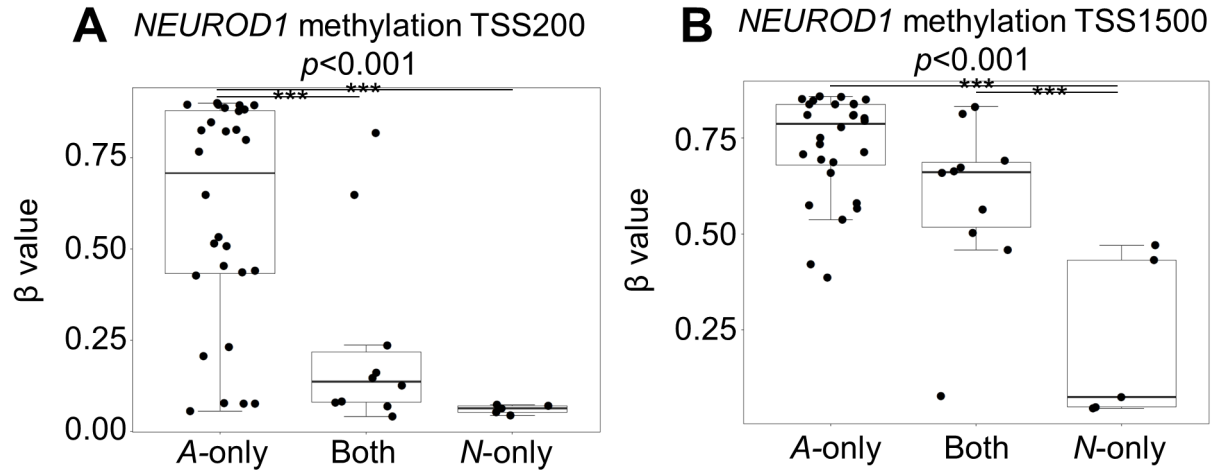 A NEUROD1 methylation TSS200
p<0.001
***
***
β value
0.75
0.50
0.25
0.00
A-only Both N-only
B NEUROD1 methylation TSS1500
p<0.001
***
***
β value
0.75
0.50
0.25
A-only Both N-only